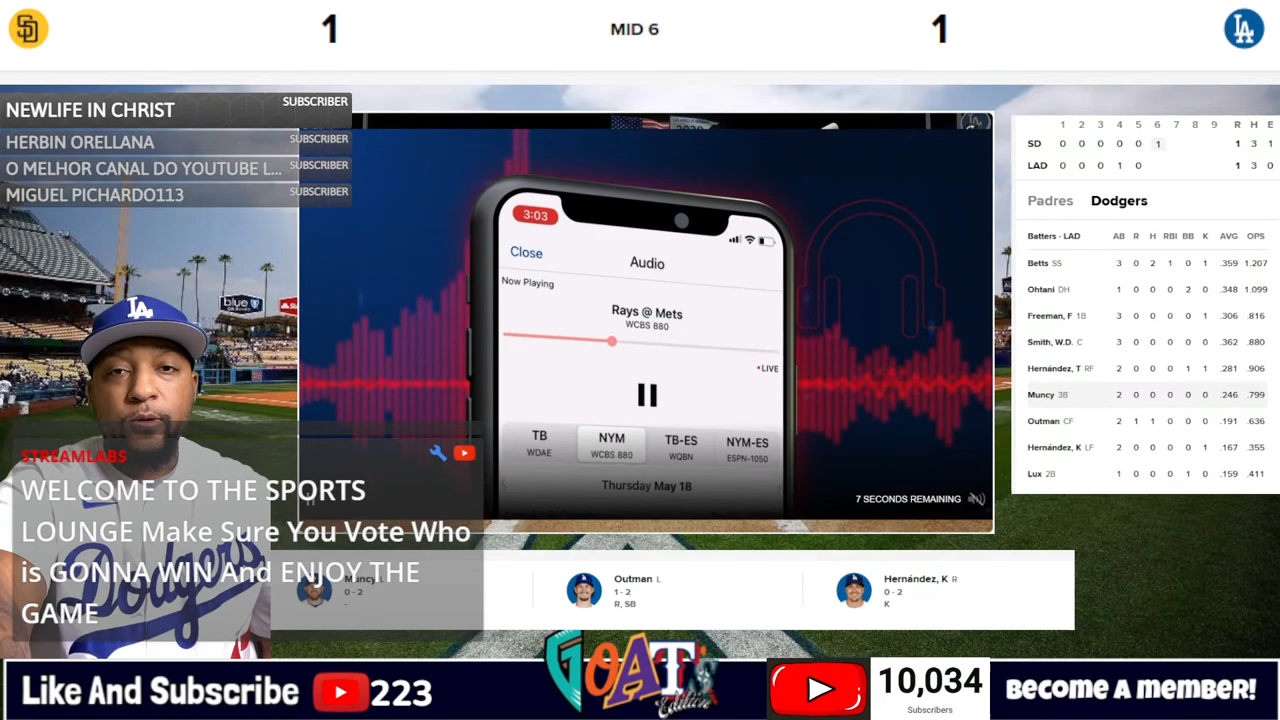 SD
1
MID 6
1
LA
NEWLIFE IN CHRIST SUBSCRIBER
HERBIN ORELLANA SUBSCRIBER
O MELHOR CANAL DO YOUTUBE L... SUBSCRIBER
MIGUEL PICHARDO113 SUBSCRIBER
LA
blue
STREAMLABS
WELCOME TO THE SPORTS
LOUNGE Make Sure You Vote Who
is GONNA WIN And ENJOY THE
GAME
Dodgers
3:03
Close
Audio
Now Playing
Rays @ Mets
WCBS 880
• LIVE
TB NYM TB-ES NYM-ES
WDAE WCBS 880 WQBN ESPN-1050
Thursday May 18
7 SECONDS REMAINING
1 2 3 4 5 6 7 8 9 R H E
SD 0 0 0 0 0 1 1 3 1
LAD 0 0 0 1 0 1 3 0
Padres Dodgers
Batters - LAD AB R H RBI BB K AVG OPS
Betts SS 3 0 2 1 0 1 .359 1.207
Ohtani DH 1 0 0 0 2 0 .348 1.099
Freeman, F 1B 3 0 0 0 0 1 .306 .816
Smith, W.D. C 3 0 0 0 0 0 .362 .880
Hernández, T RF 2 0 0 0 1 1 .281 .906
Muncy 3B 2 0 0 0 0 0 .246 .799
Outman CF 2 1 1 0 0 0 .191 .636
Hernández, K LF 2 0 0 0 0 1 .167 .355
Lux 2B 1 0 0 0 1 0 .159 .411
Muncy L
0 - 2
-
Outman L
1 - 2
R, SB
Hernández, K R
0 - 2
K
Like And Subscribe 223
GOAT
Edition
10,034
Subscribers
BECOME A MEMBER!